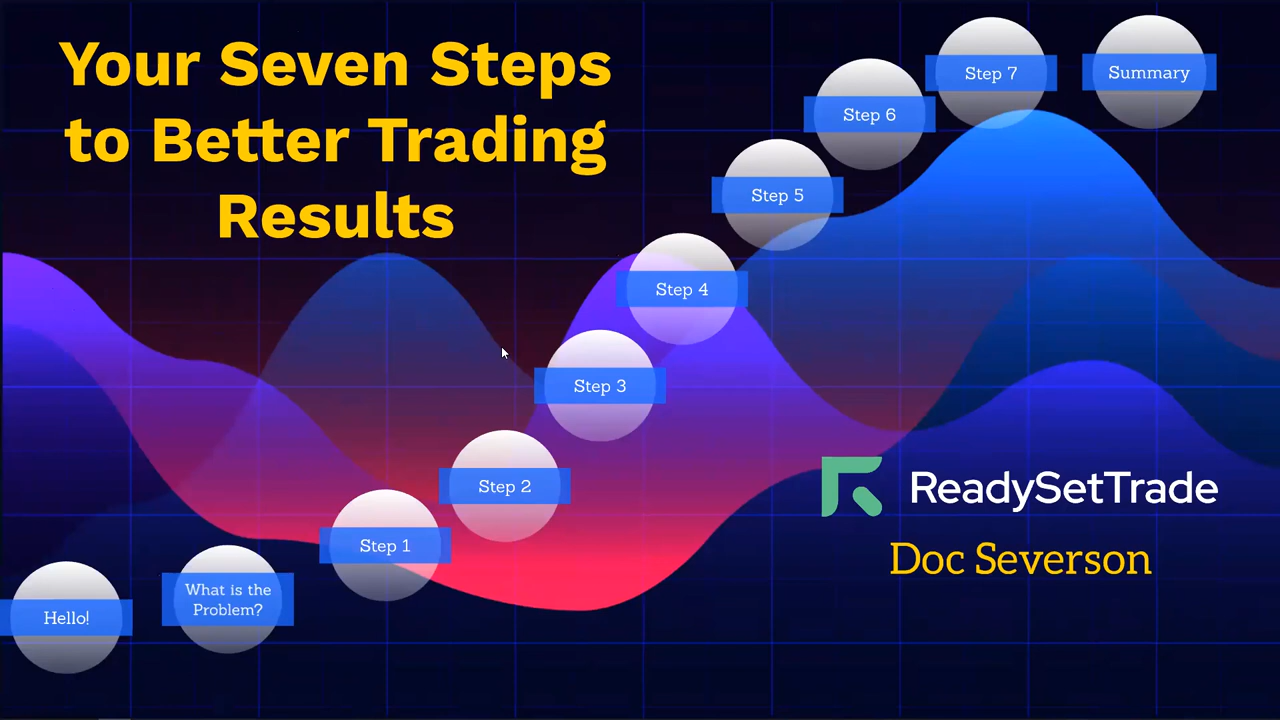 Your Seven Steps
to Better Trading
Results
Hello!
What is the
Problem?
Step 1
Step 2
Step 3
Step 4
Step 5
Step 6
Step 7
Summary
ReadySetTrade
Doc Severson